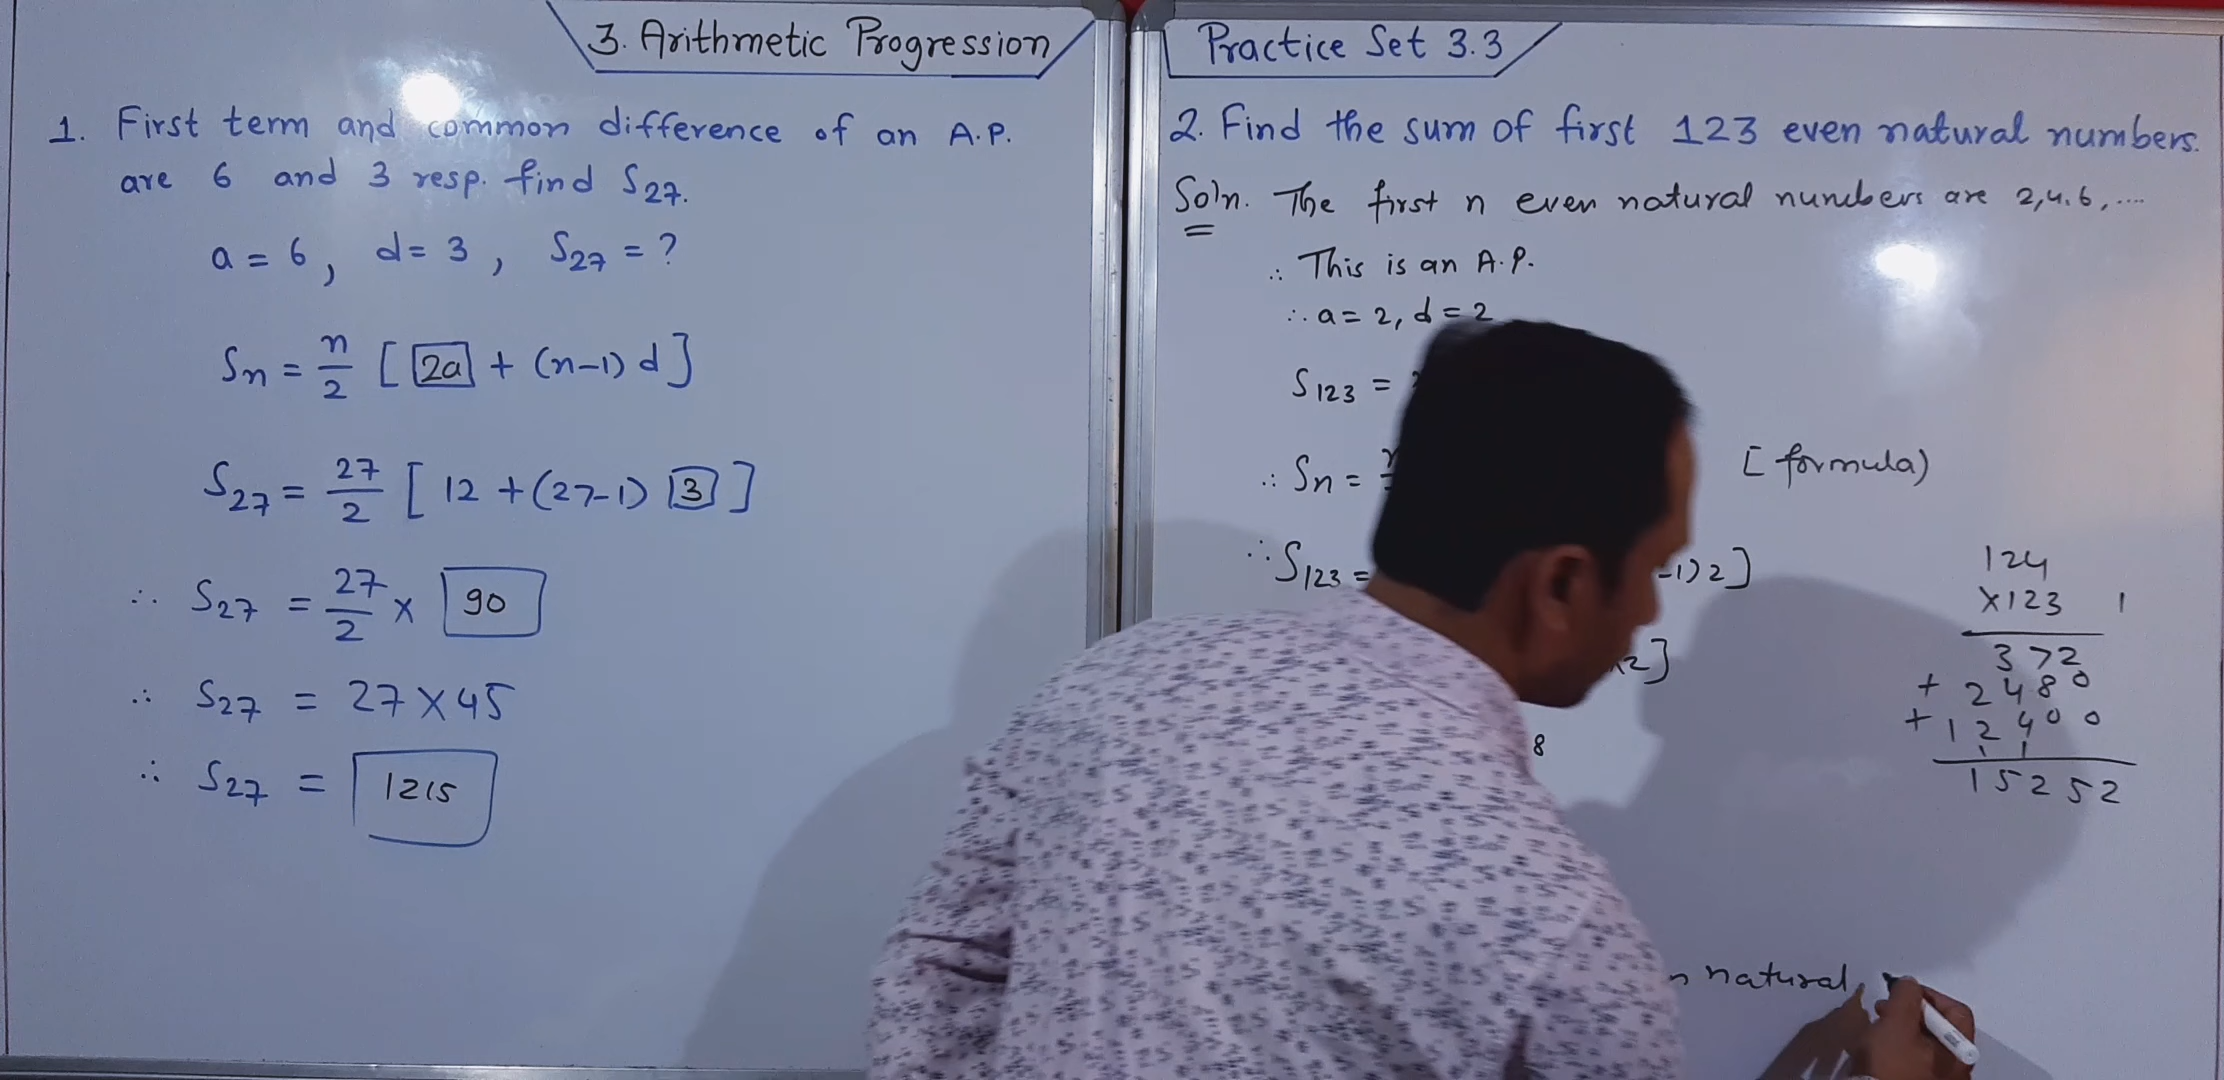 3. Arithmetic Progression
1. First term and common difference of an A.P.
are 6 and 3 resp. find S27.
a = 6, d = 3, S27 = ?
Sn = n/2 [ 2a + (n-1) d ]
S27 = 27/2 [ 12 + (27-1) 3 ]
∴ S27 = 27/2 × 90
∴ S27 = 27 × 45
∴ S27 = 1215
Practice Set 3.3
2. Find the sum of first 123 even natural numbers.
Soln. The first n even natural numbers are 2,4,6,....
∴ This is an A.P.
∴ a = 2, d = 2
S123 =
∴ Sn = [ formula)
∴ S123 = -1) 2 ]
×2]
8
natural
124
×123 1
372
+ 2480
+ 12400
1 1
15252